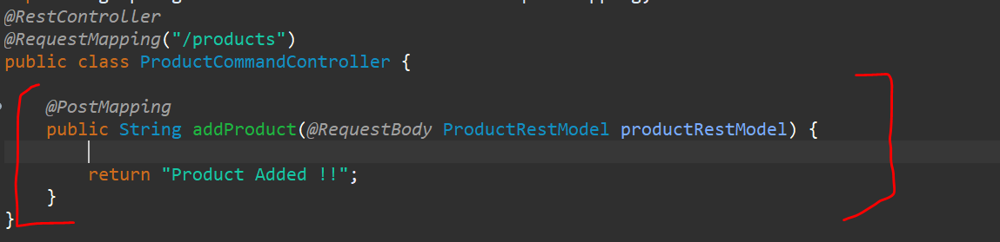 @RestController
@RequestMapping("/products")
public class ProductCommandController {
@PostMapping
public String addProduct(@RequestBody ProductRestModel productRestModel) {
return "Product Added !!";
}
}